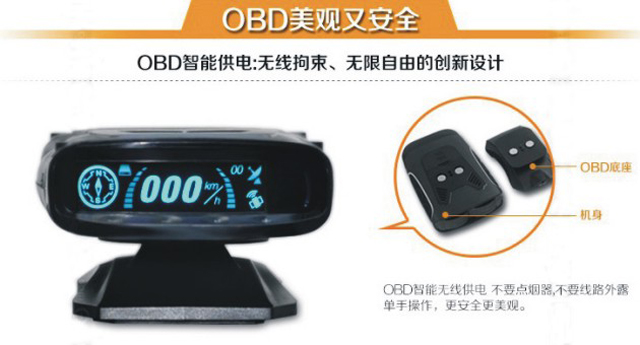 OBD美观又安全
OBD智能供电:无线拘束、无限自由的创新设计
N
W E
S
000 km/h
00
OBD底座
机身
OBD智能无线供电 不要点烟器,不要线路外露
单手操作，更安全更美观。